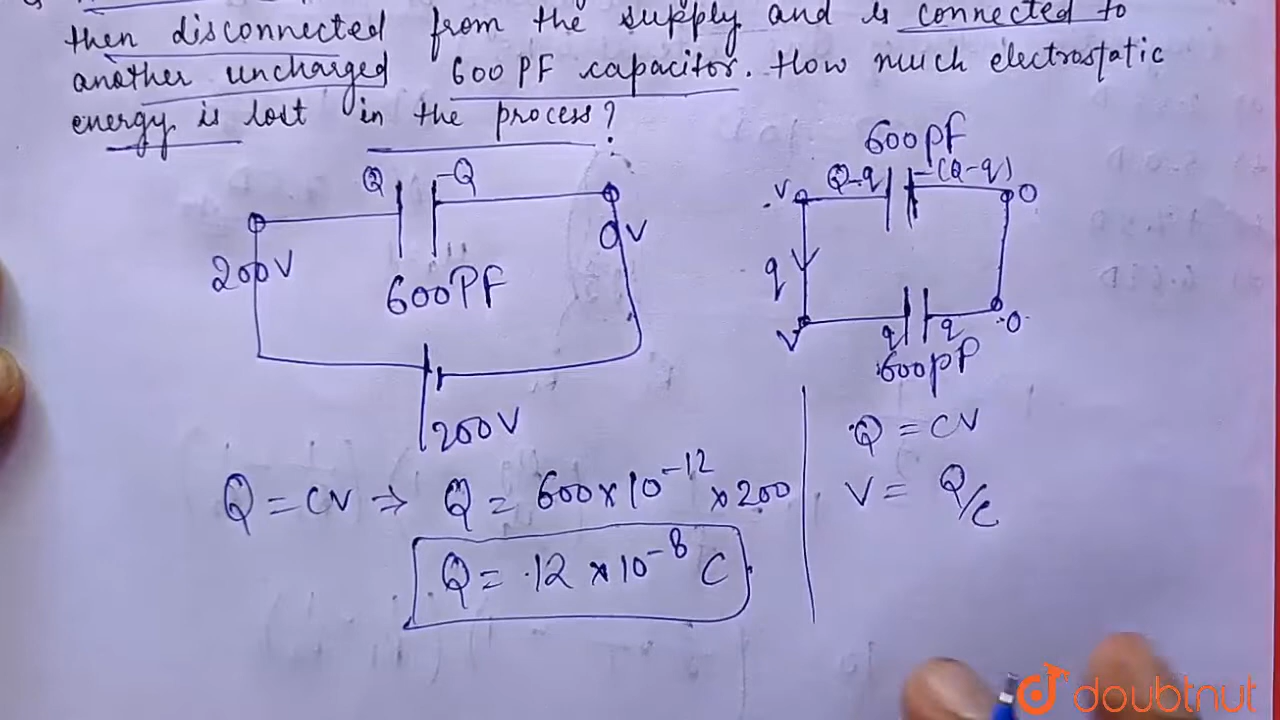 then disconnected from the supply and is connected to
another uncharged 600 PF capacitor. How much electrostatic
energy is lost in the process?
Q -Q
200V 0V
600PF
200V
600pF
V Q-q -(Q-q) 0
q
V q q 0
600pF
Q = CV ⇒ Q = 600×10⁻¹² × 200
Q = 12 × 10⁻⁸ C
Q = CV
V = Q/C
doubtnut